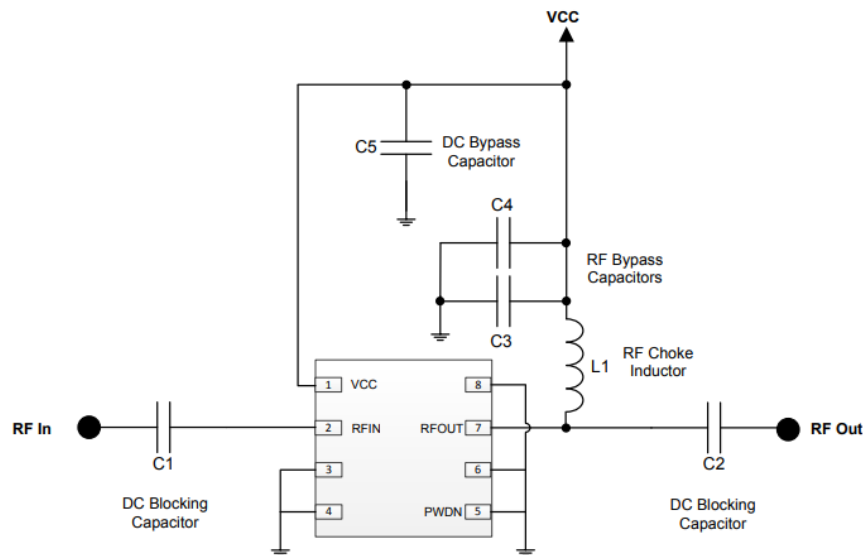 VCC
C5
DC Bypass
Capacitor
C4
RF Bypass
Capacitors
C3
L1
RF Choke
Inductor
1 VCC 8
RF In
2 RFIN RFOUT 7
RF Out
C1
3 6
C2
4 PWDN 5
DC Blocking
Capacitor
DC Blocking
Capacitor